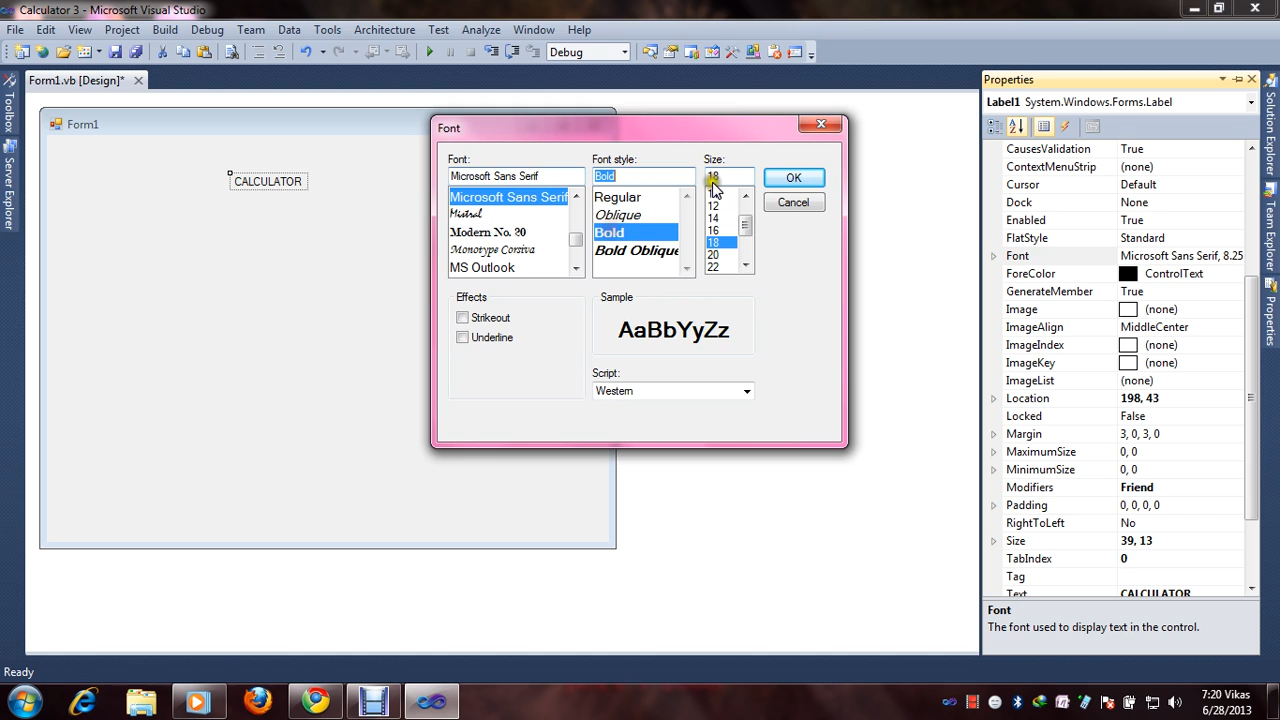 Calculator 3 - Microsoft Visual Studio
File Edit View Project Build Debug Team Data Tools Architecture Test Analyze Window Help
Debug
Form1.vb [Design]*
Toolbox
Server Explorer
Form1
CALCULATOR
Font
Font: Font style: Size:
Microsoft Sans Serif Bold 18
OK
Cancel
Microsoft Sans Serif
Mistral
Modern No. 20
Monotype Corsiva
MS Outlook
Regular
Oblique
Bold
Bold Oblique
12
14
16
18
20
22
Effects
Strikeout
Underline
Sample
AaBbYyZz
Script:
Western
Properties
Label1 System.Windows.Forms.Label
CausesValidation True
ContextMenuStrip (none)
Cursor Default
Dock None
Enabled True
FlatStyle Standard
Font Microsoft Sans Serif, 8.25
ForeColor ControlText
GenerateMember True
Image (none)
ImageAlign MiddleCenter
ImageIndex (none)
ImageKey (none)
ImageList (none)
Location 198, 43
Locked False
Margin 3, 0, 3, 0
MaximumSize 0, 0
MinimumSize 0, 0
Modifiers Friend
Padding 0, 0, 0, 0
RightToLeft No
Size 39, 13
TabIndex 0
Tag
Text CALCULATOR
Font
The font used to display text in the control.
Solution Explorer
Team Explorer
Properties
Ready
7:20 Vikas
6/28/2013